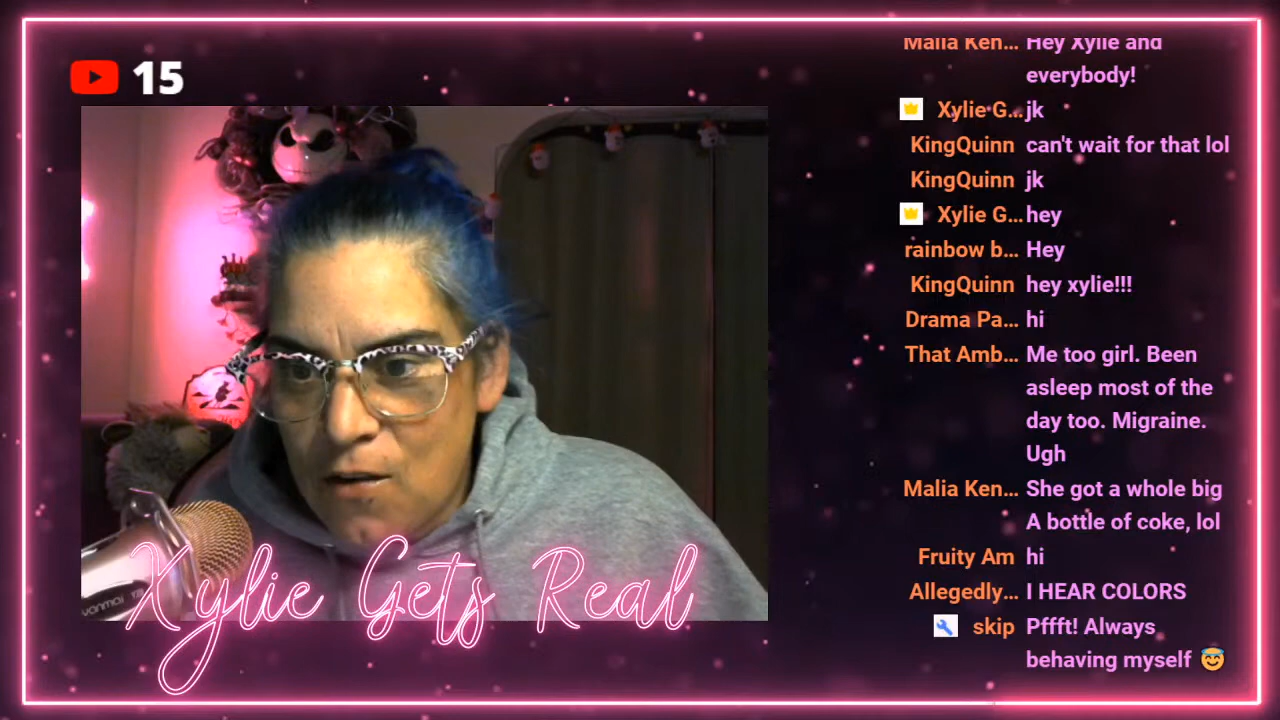 15
Malia Ken... Hey Xylie and
everybody!
Xylie G... jk
KingQuinn can't wait for that lol
KingQuinn jk
Xylie G... hey
rainbow b... Hey
KingQuinn hey xylie!!!
Drama Pa... hi
That Amb... Me too girl. Been
asleep most of the
day too. Migraine.
Ugh
Malia Ken... She got a whole big
A bottle of coke, lol
Fruity Am hi
Allegedly... I HEAR COLORS
skip Pffft! Always
behaving myself 😇
Xylie Gets Real